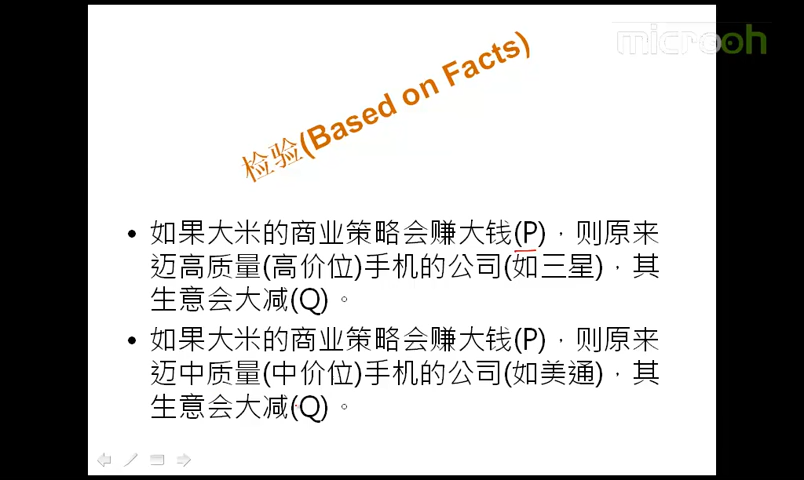 microoh
检验(Based on Facts)
• 如果大米的商业策略会赚大钱(P)，则原来
迈高质量(高价位)手机的公司(如三星)，其
生意会大减(Q)。
• 如果大米的商业策略会赚大钱(P)，则原来
迈中质量(中价位)手机的公司(如美通)，其
生意会大减(Q)。